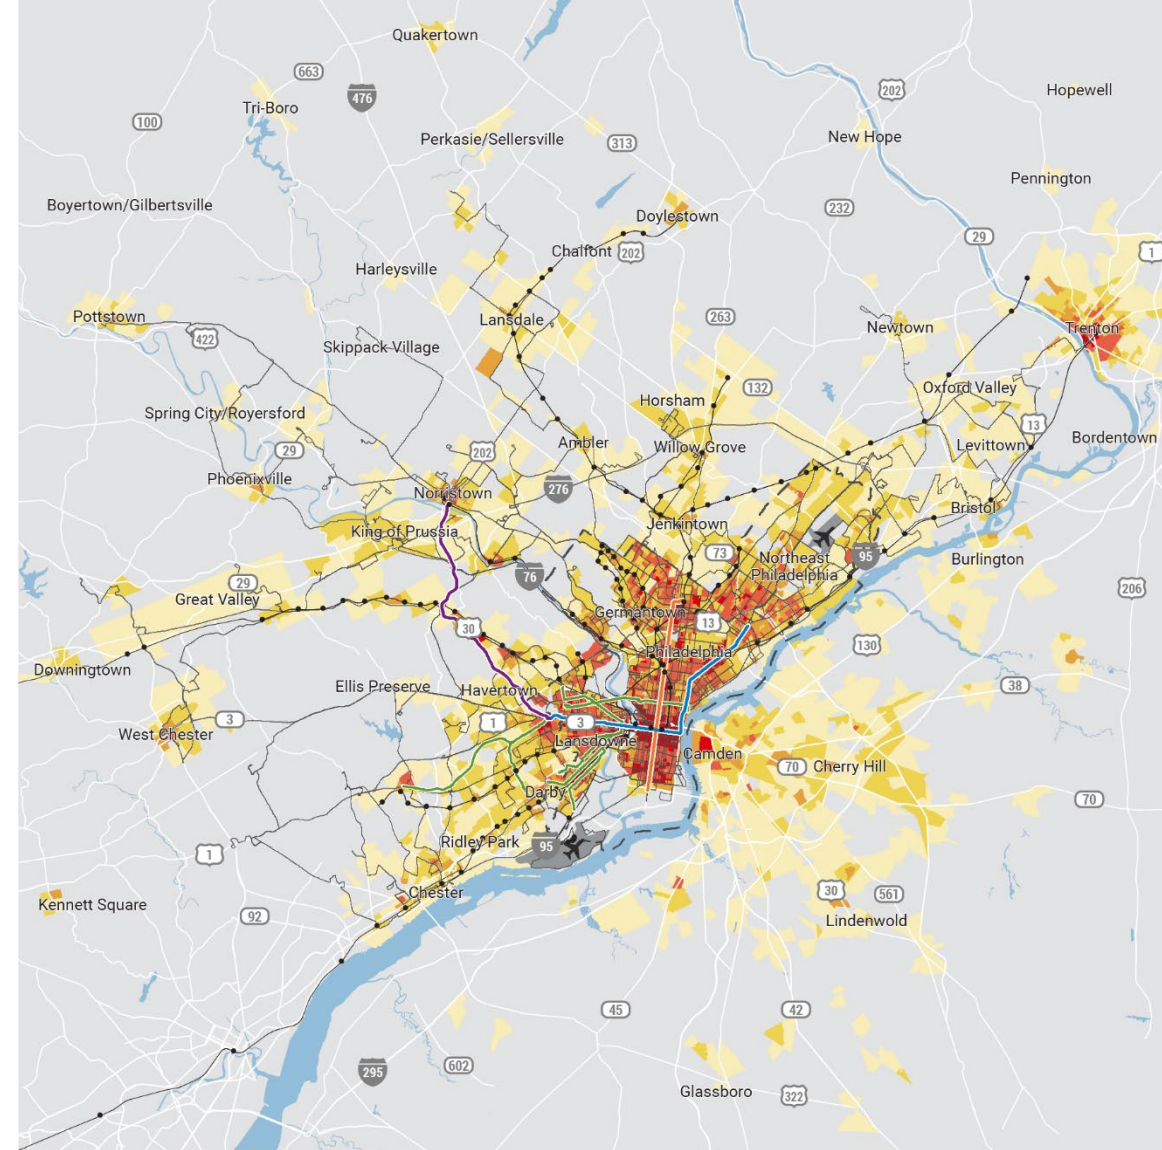 Quakertown
663
476
202
Hopewell
Tri-Boro
100
New Hope
Perkasie/Sellersville
313
Pennington
Boyertown/Gilbertsville
232
Doylestown
29
Chalfont
202
1
Harleysville
Pottstown
263
Lansdale
Newtown
Trenton
422
Skippack Village
132
Oxford Valley
Horsham
Spring City/Royersford
13
Bordentown
29
202
Ambler
Willow Grove
Levittown
Phoenixville
276
Norristown
Bristol
King of Prussia
Jenkintown
73
Northeast
Philadelphia
95
Burlington
29
76
206
Great Valley
Germantown
30
13
130
Philadelphia
Downingtown
Ellis Preserve
Havertown
38
3
1
3
West Chester
Lansdowne
Camden
70
Cherry Hill
Darby
70
Ridley Park
95
1
Chester
30
561
Kennett Square
92
Lindenwold
45
42
295
602
Glassboro
322